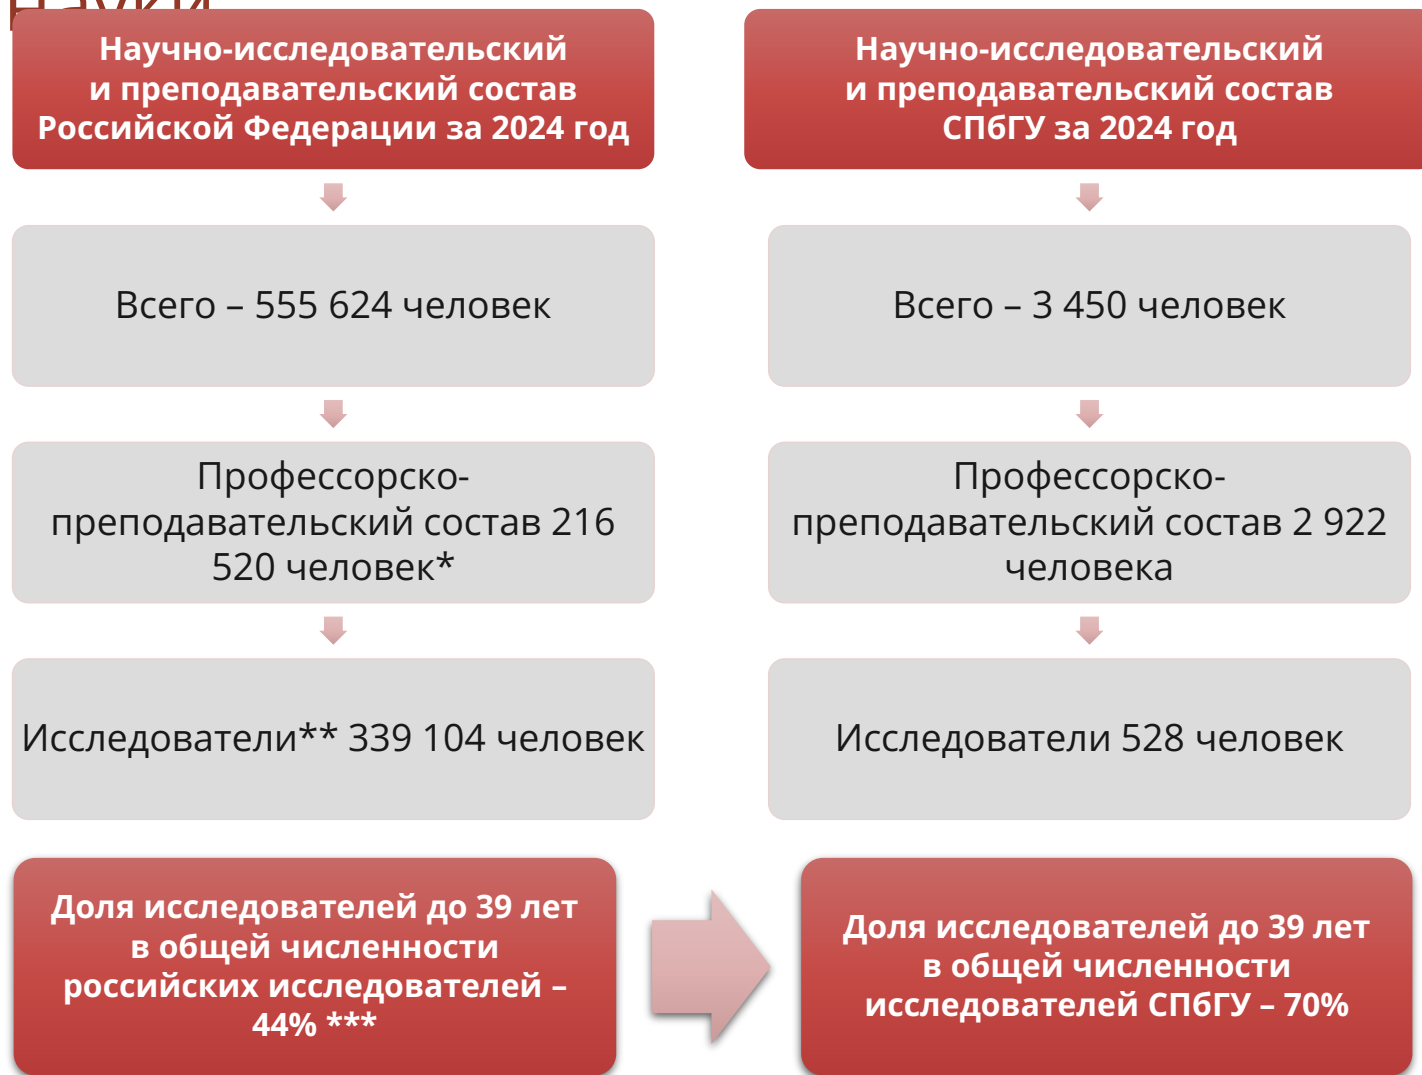 Науки
Научно-исследовательский
и преподавательский состав
Российской Федерации за 2024 год
Всего – 555 624 человек
Профессорско-
преподавательский состав 216
520 человек*
Исследователи** 339 104 человек
Доля исследователей до 39 лет
в общей численности
российских исследователей –
44% ***
Научно-исследовательский
и преподавательский состав
СПбГУ за 2024 год
Всего – 3 450 человек
Профессорско-
преподавательский состав 2 922
человека
Исследователи 528 человек
Доля исследователей до 39 лет
в общей численности
исследователей СПбГУ – 70%